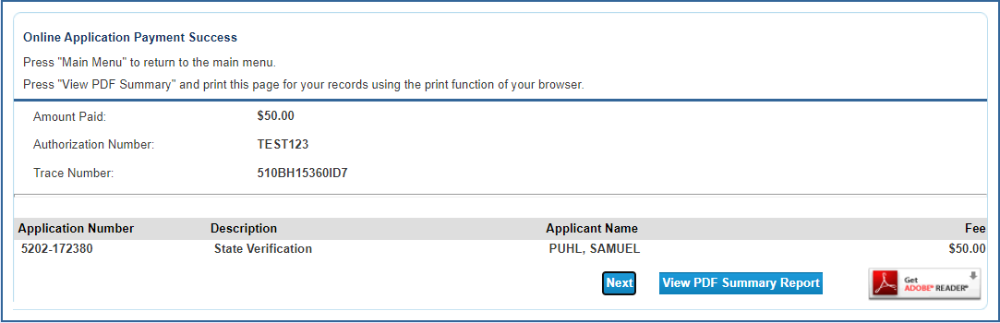 Online Application Payment Success
Press "Main Menu" to return to the main menu.
Press "View PDF Summary" and print this page for your records using the print function of your browser.
Amount Paid: $50.00
Authorization Number: TEST123
Trace Number: 510BH15360ID7
Application Number Description Applicant Name Fee
5202-172380 State Verification PUHL, SAMUEL $50.00
Next View PDF Summary Report Get
ADOBE® READER®